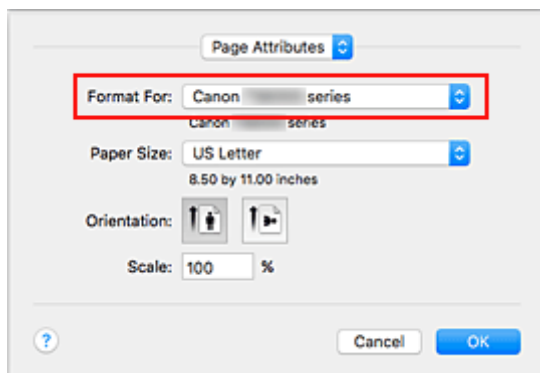 Page Attributes
Format For: Canon series
Canon series
Paper Size: US Letter
8.50 by 11.00 inches
Orientation:
Scale: 100 %
? Cancel OK